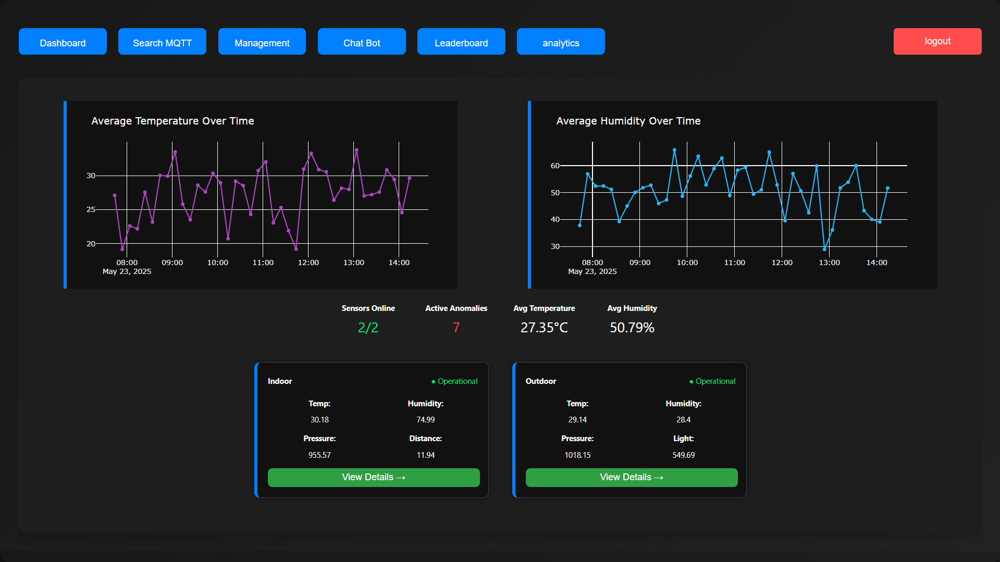 Dashboard Search MQTT Management Chat Bot Leaderboard analytics logout
Average Temperature Over Time
30
25
20
08:00 09:00 10:00 11:00 12:00 13:00 14:00
May 23, 2025
Average Humidity Over Time
60
50
40
30
08:00 09:00 10:00 11:00 12:00 13:00 14:00
May 23, 2025
Sensors Online Active Anomalies Avg Temperature Avg Humidity
2/2 7 27.35°C 50.79%
Indoor ● Operational
Temp: Humidity:
30.18 74.99
Pressure: Distance:
955.57 11.94
View Details →
Outdoor ● Operational
Temp: Humidity:
29.14 28.4
Pressure: Light:
1018.15 549.69
View Details →